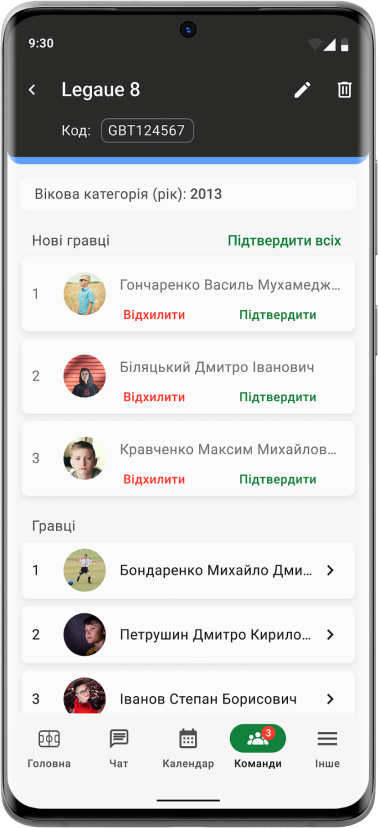 9:30
Legaue 8
Код: GBT124567
Вікова категорія (рік): 2013
Нові гравці Підтвердити всіх
1 Гончаренко Василь Мухамедж...
Відхилити Підтвердити
2 Біляцький Дмитро Іванович
Відхилити Підтвердити
3 Кравченко Максим Михайлов...
Відхилити Підтвердити
Гравці
1 Бондаренко Михайло Дми...
2 Петрушин Дмитро Кирило...
3 Іванов Степан Борисович
3
Головна Чат Календар Команди Інше